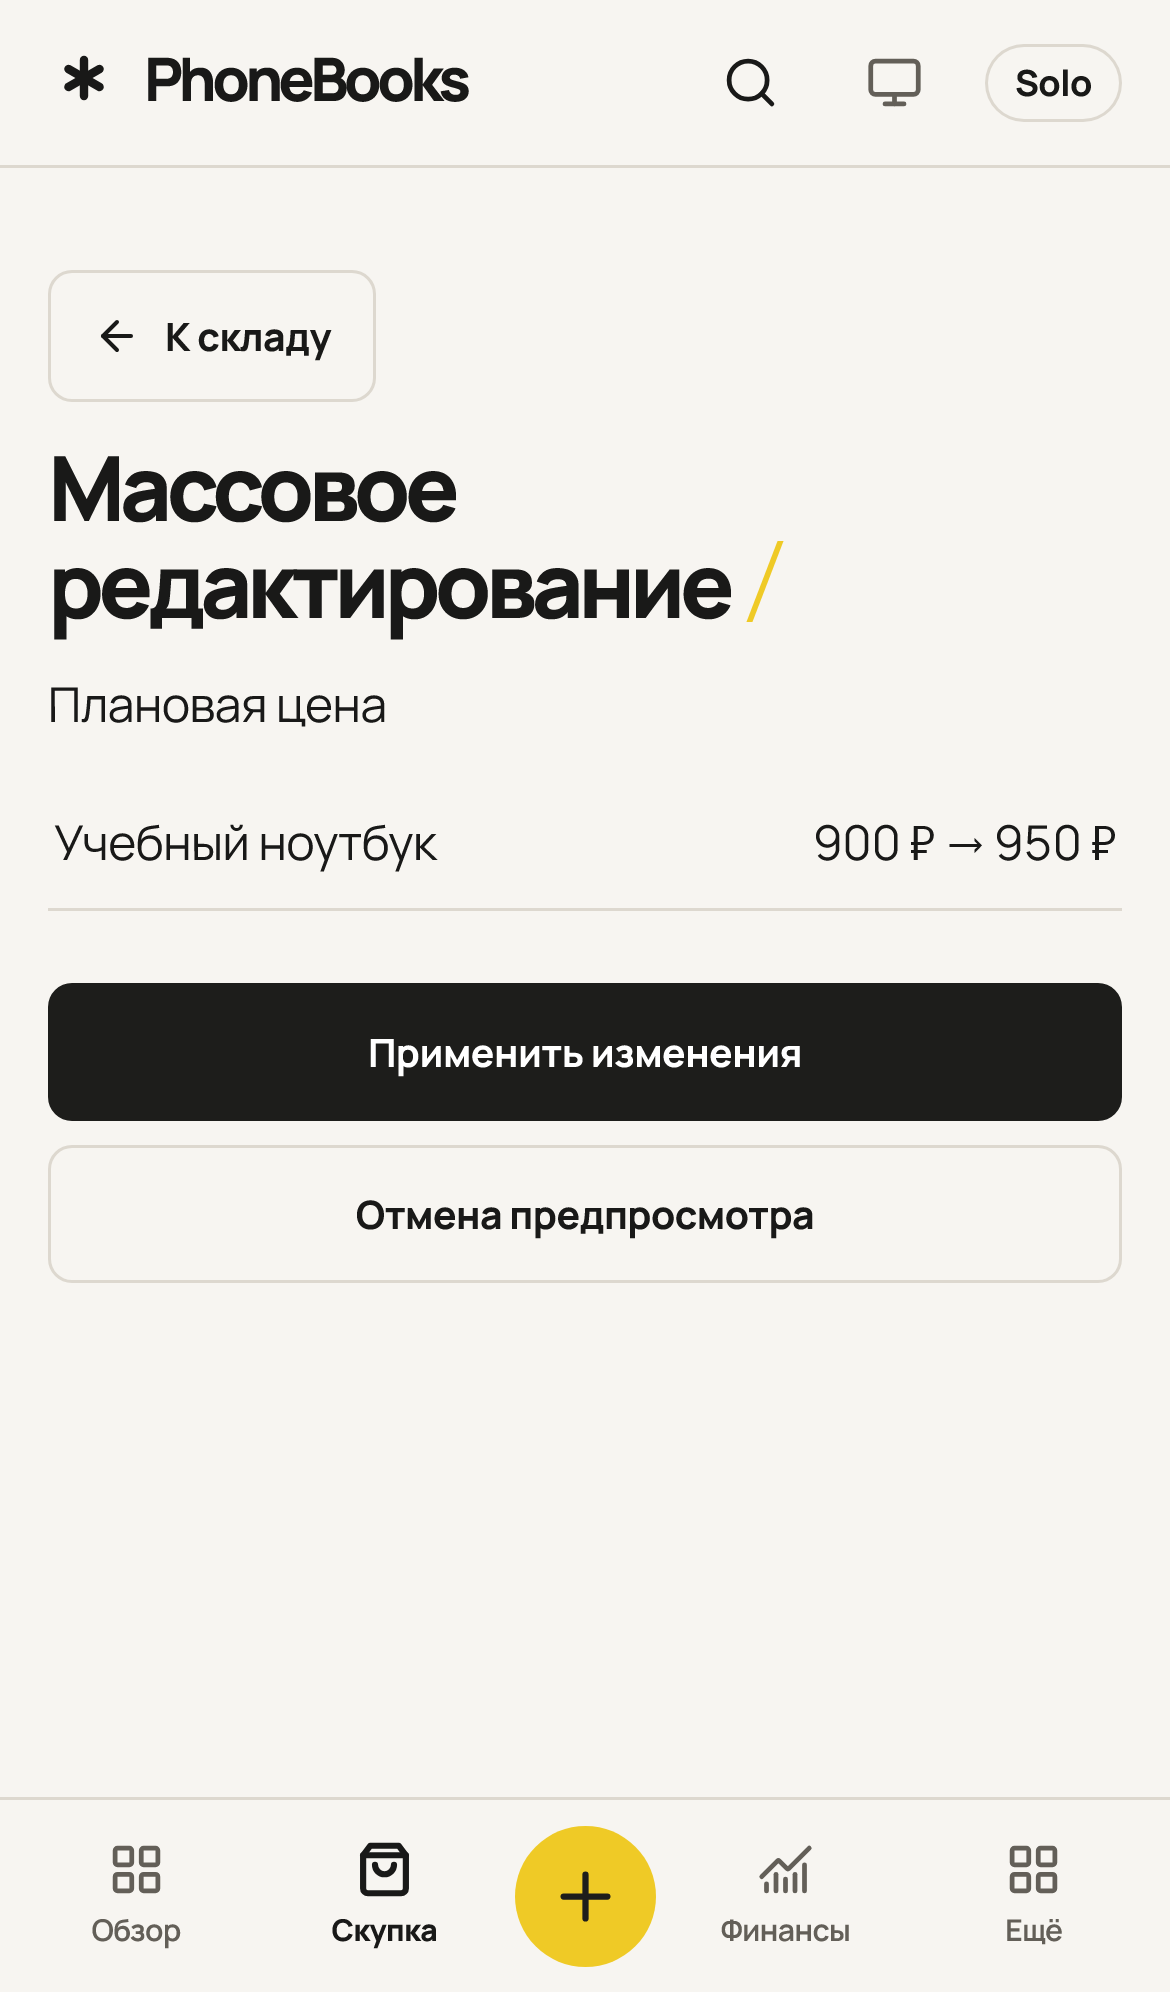 PhoneBooks
Solo
← К складу
Массовое
редактирование /
Плановая цена
Учебный ноутбук 900 ₽ → 950 ₽
Применить изменения
Отмена предпросмотра
Обзор Скупка Финансы Ещё